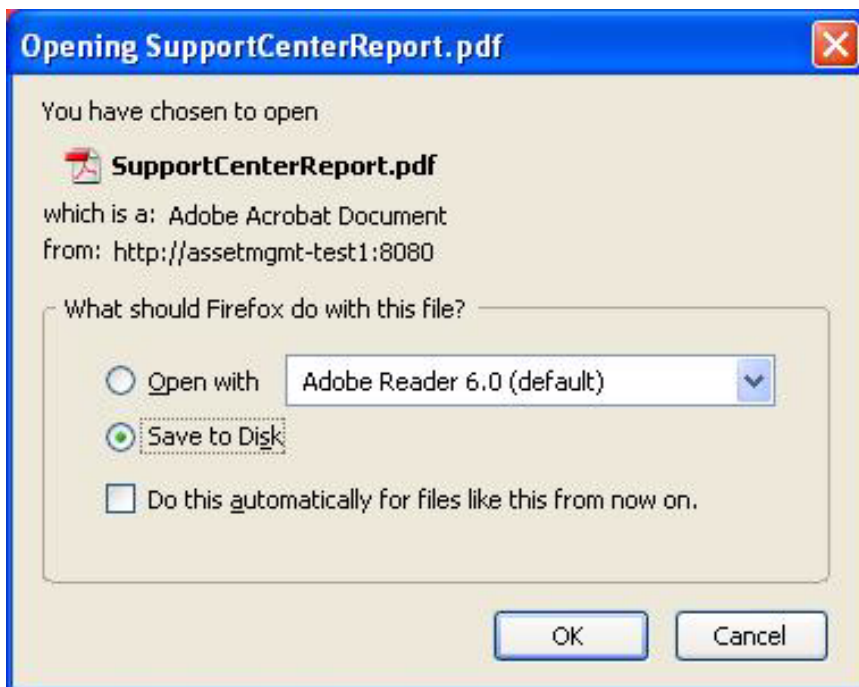 Opening SupportCenterReport.pdf
You have chosen to open
SupportCenterReport.pdf
which is a: Adobe Acrobat Document
from: http://assetmgmt-test1:8080
What should Firefox do with this file?
Open with Adobe Reader 6.0 (default)
Save to Disk
Do this automatically for files like this from now on.
OK Cancel